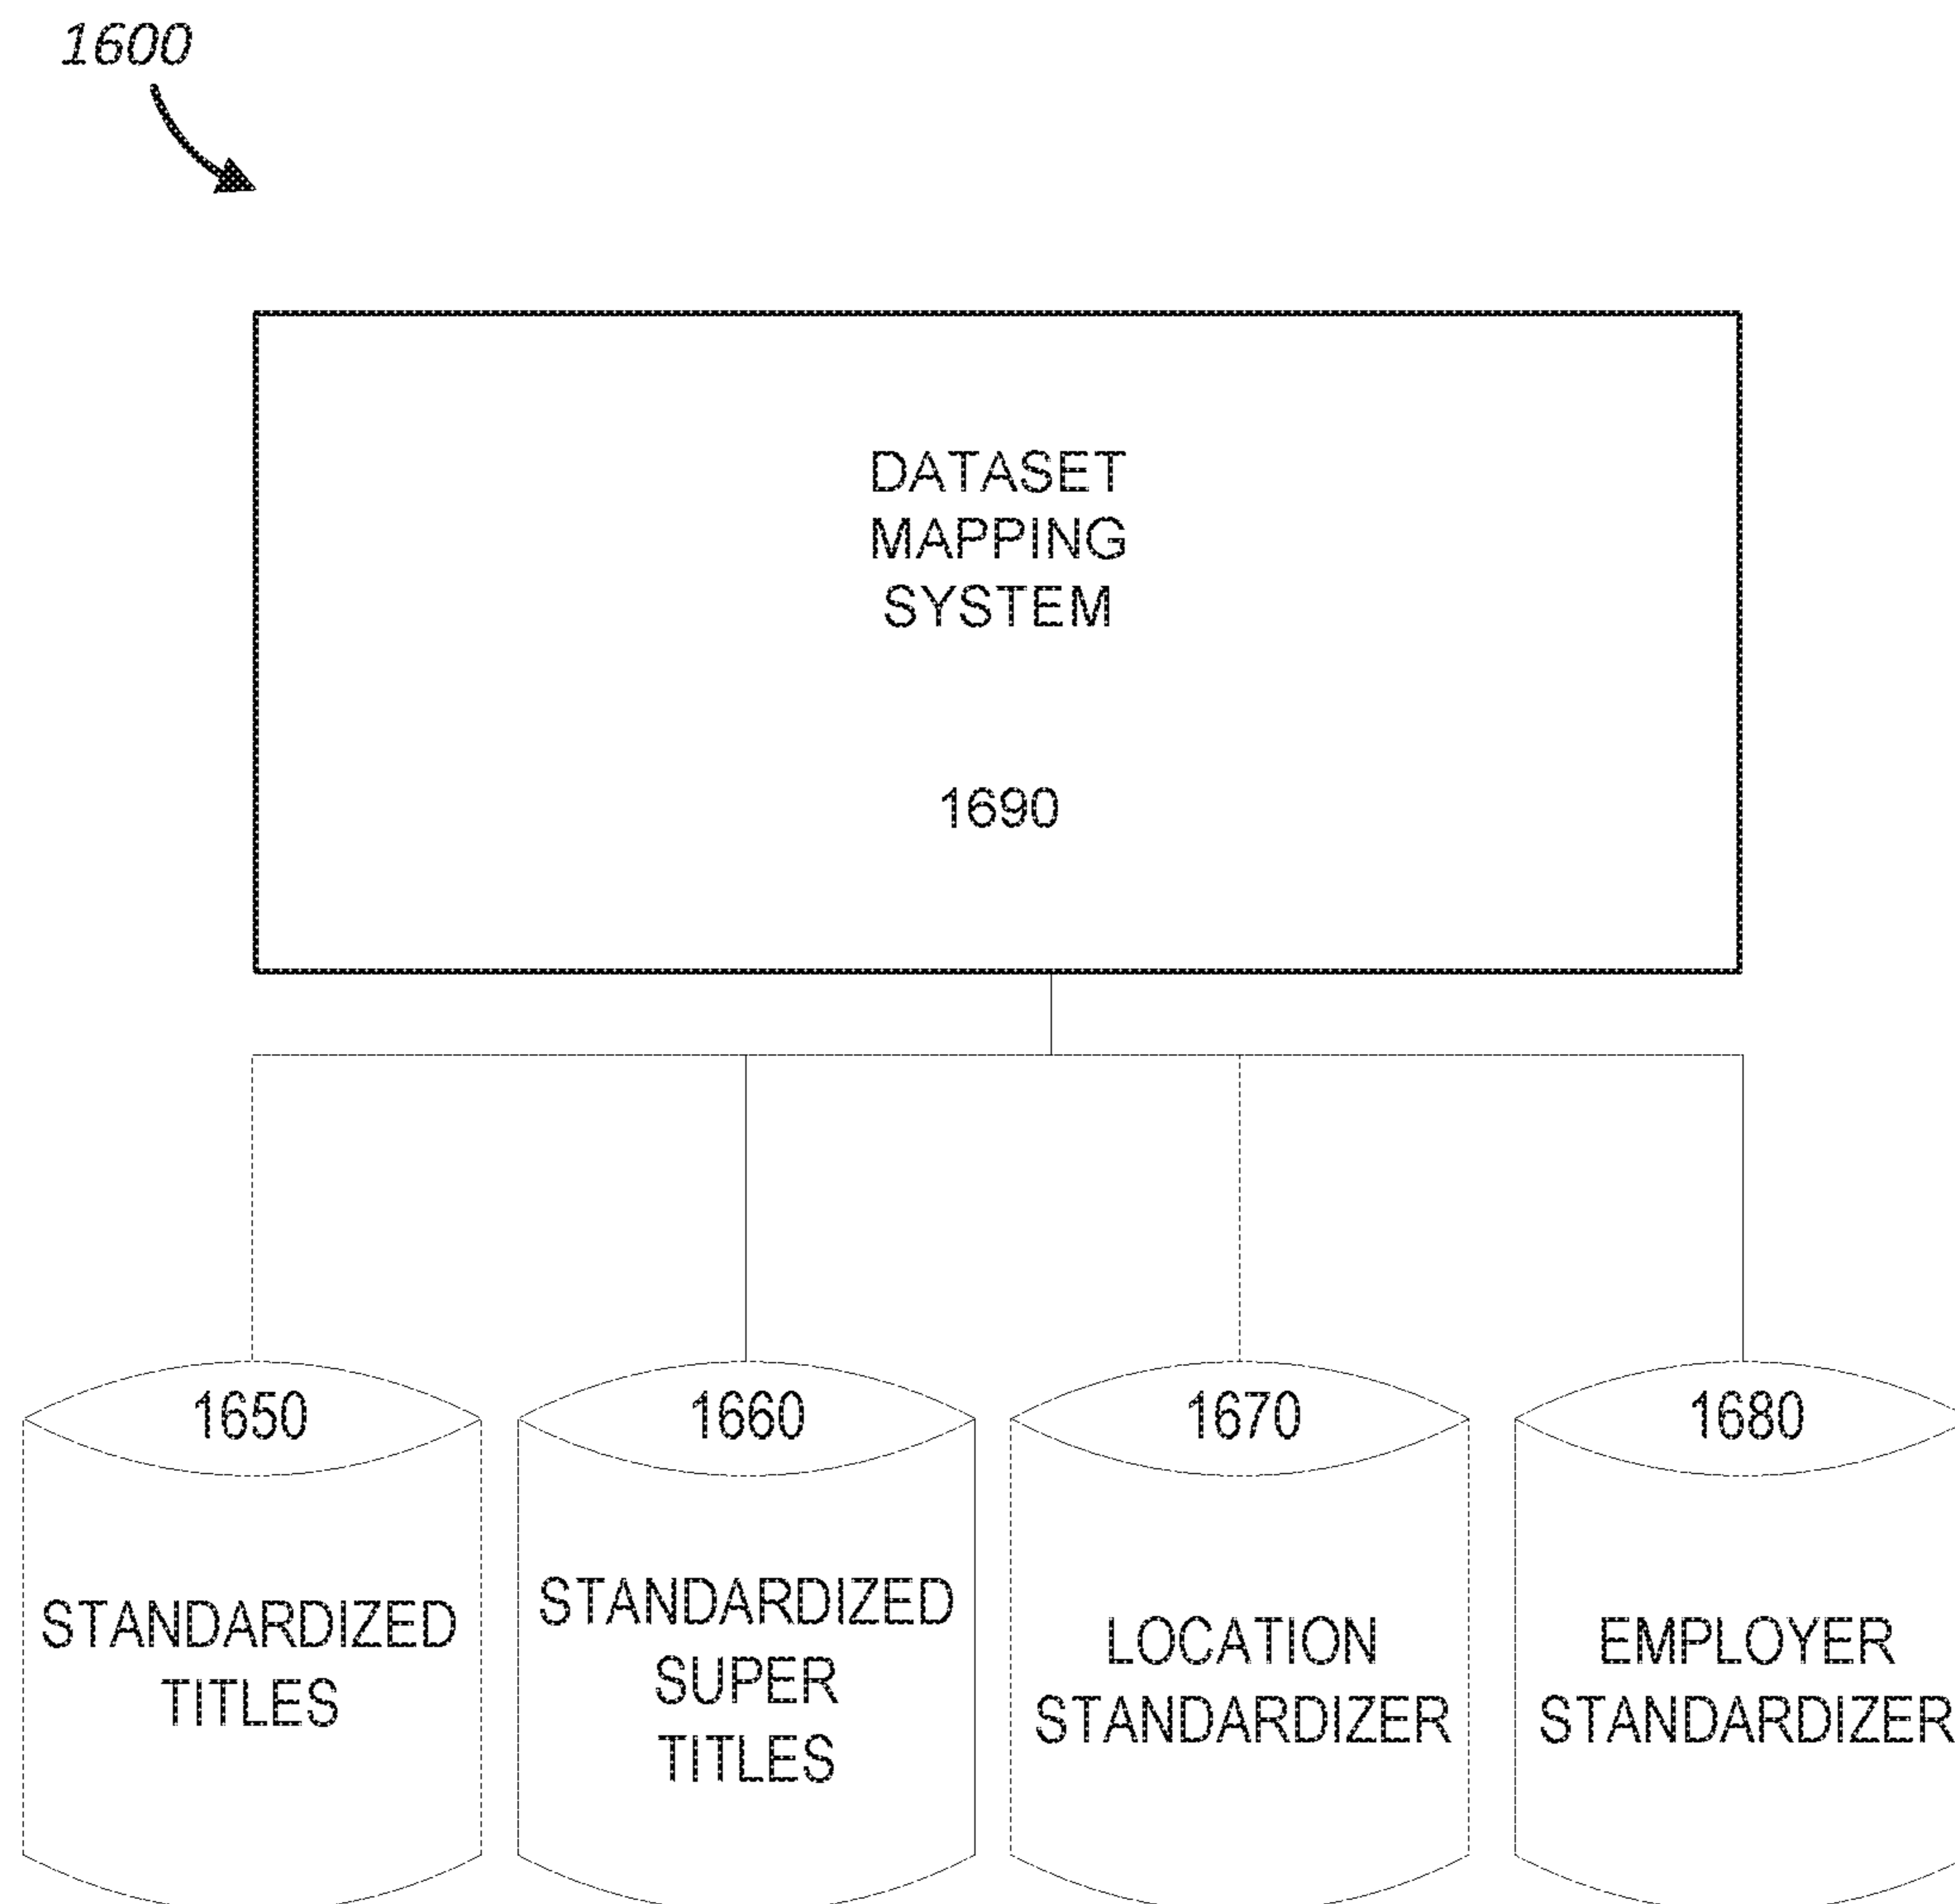 1600
DATASET
MAPPING
SYSTEM
1690
1650
STANDARDIZED
TITLES
1660
STANDARDIZED
SUPER
TITLES
1670
LOCATION
STANDARDIZER
1680
EMPLOYER
STANDARDIZER